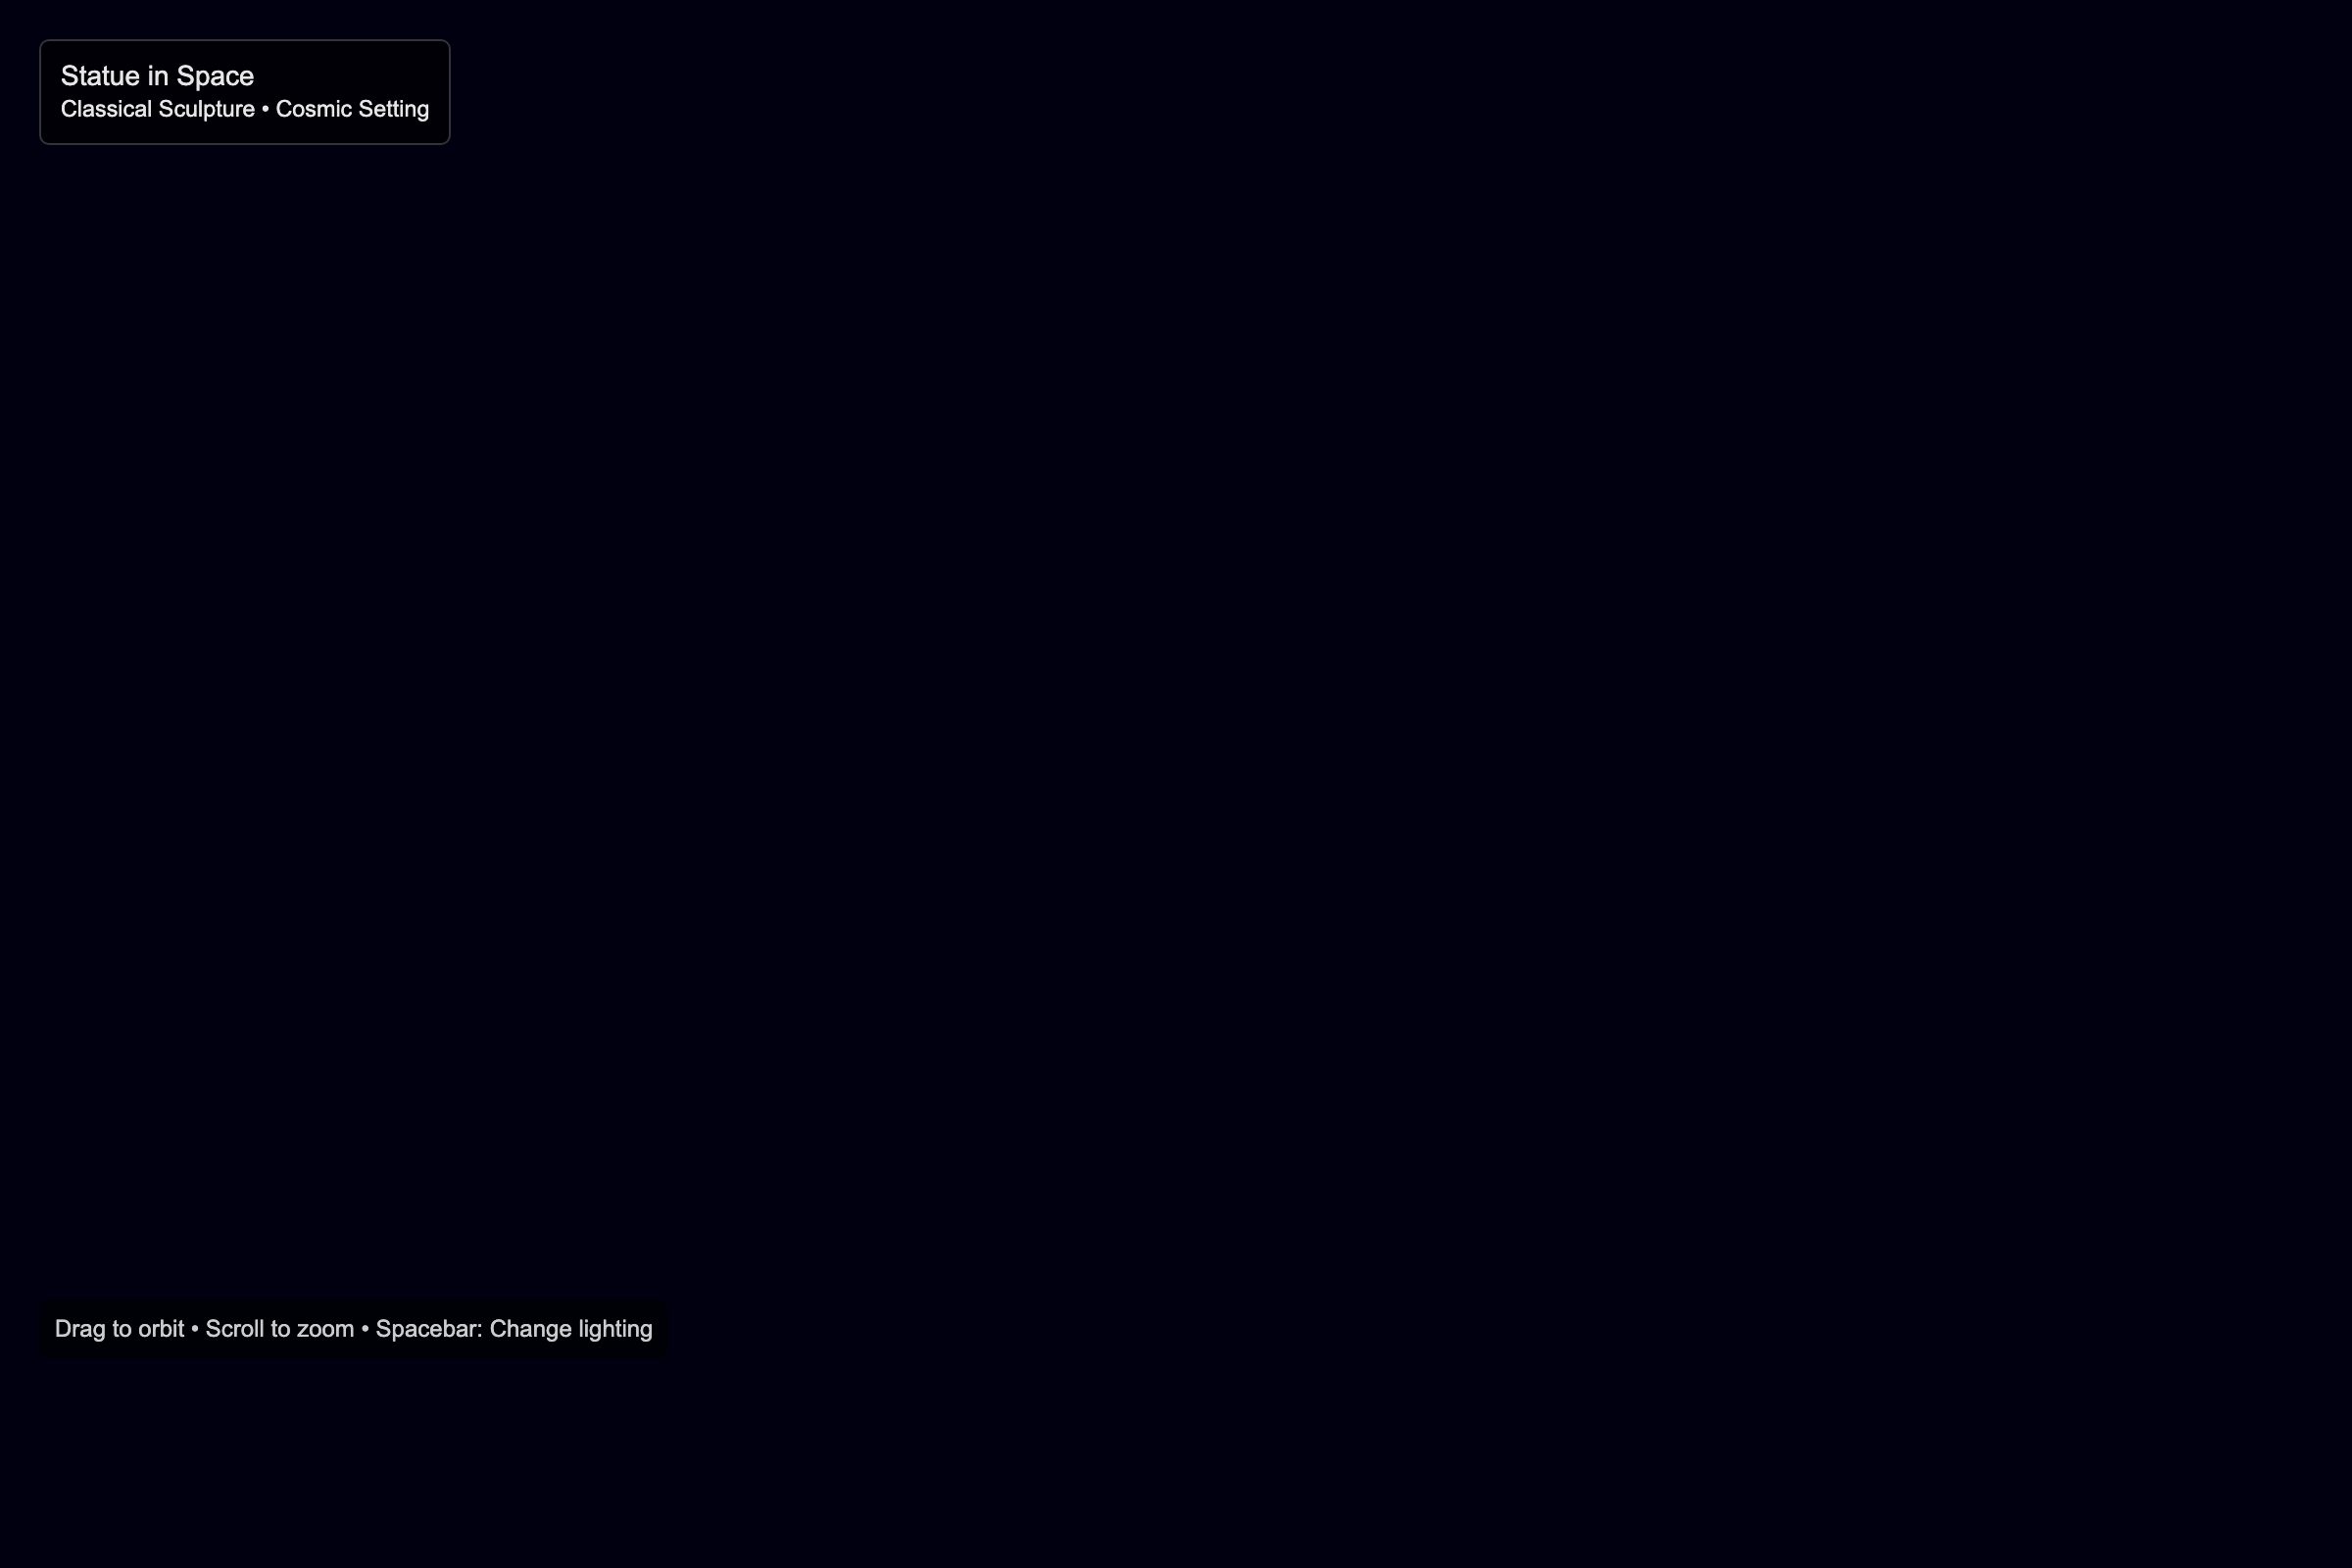 Statue in Space
Classical Sculpture • Cosmic Setting
Drag to orbit • Scroll to zoom • Spacebar: Change lighting